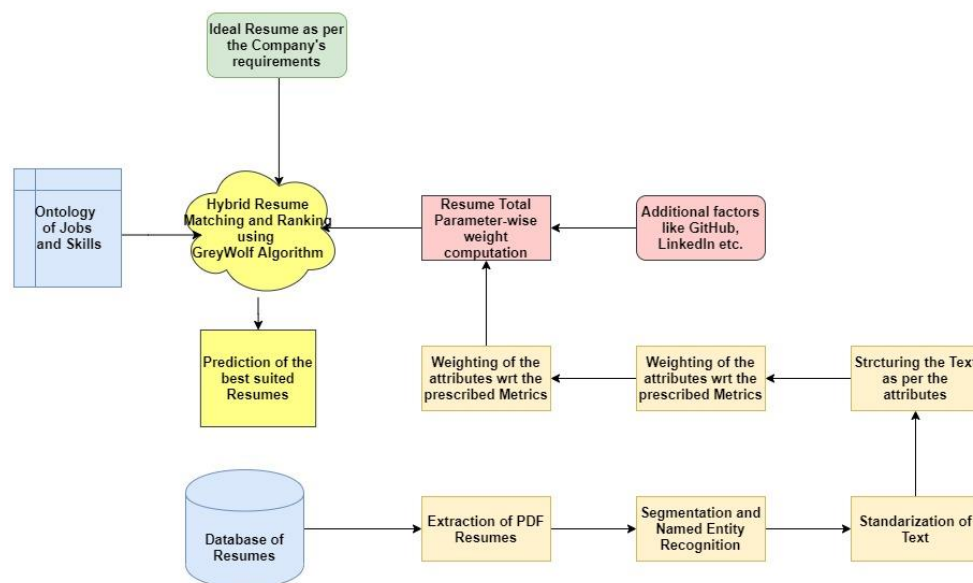 Ideal Resume as per
the Company's
requirements
Ontology
of Jobs
and Skills
Hybrid Resume
Matching and Ranking
using
GreyWolf Algorithm
Resume Total
Parameter-wise
weight
computation
Additional factors
like GitHub,
LinkedIn etc.
Prediction of the
best suited
Resumes
Weighting of the
attributes wrt the
prescribed Metrics
Weighting of the
attributes wrt the
prescribed Metrics
Strcturing the Text
as per the
attributes
Database of
Resumes
Extraction of PDF
Resumes
Segmentation and
Named Entity
Recognition
Standarization of
Text